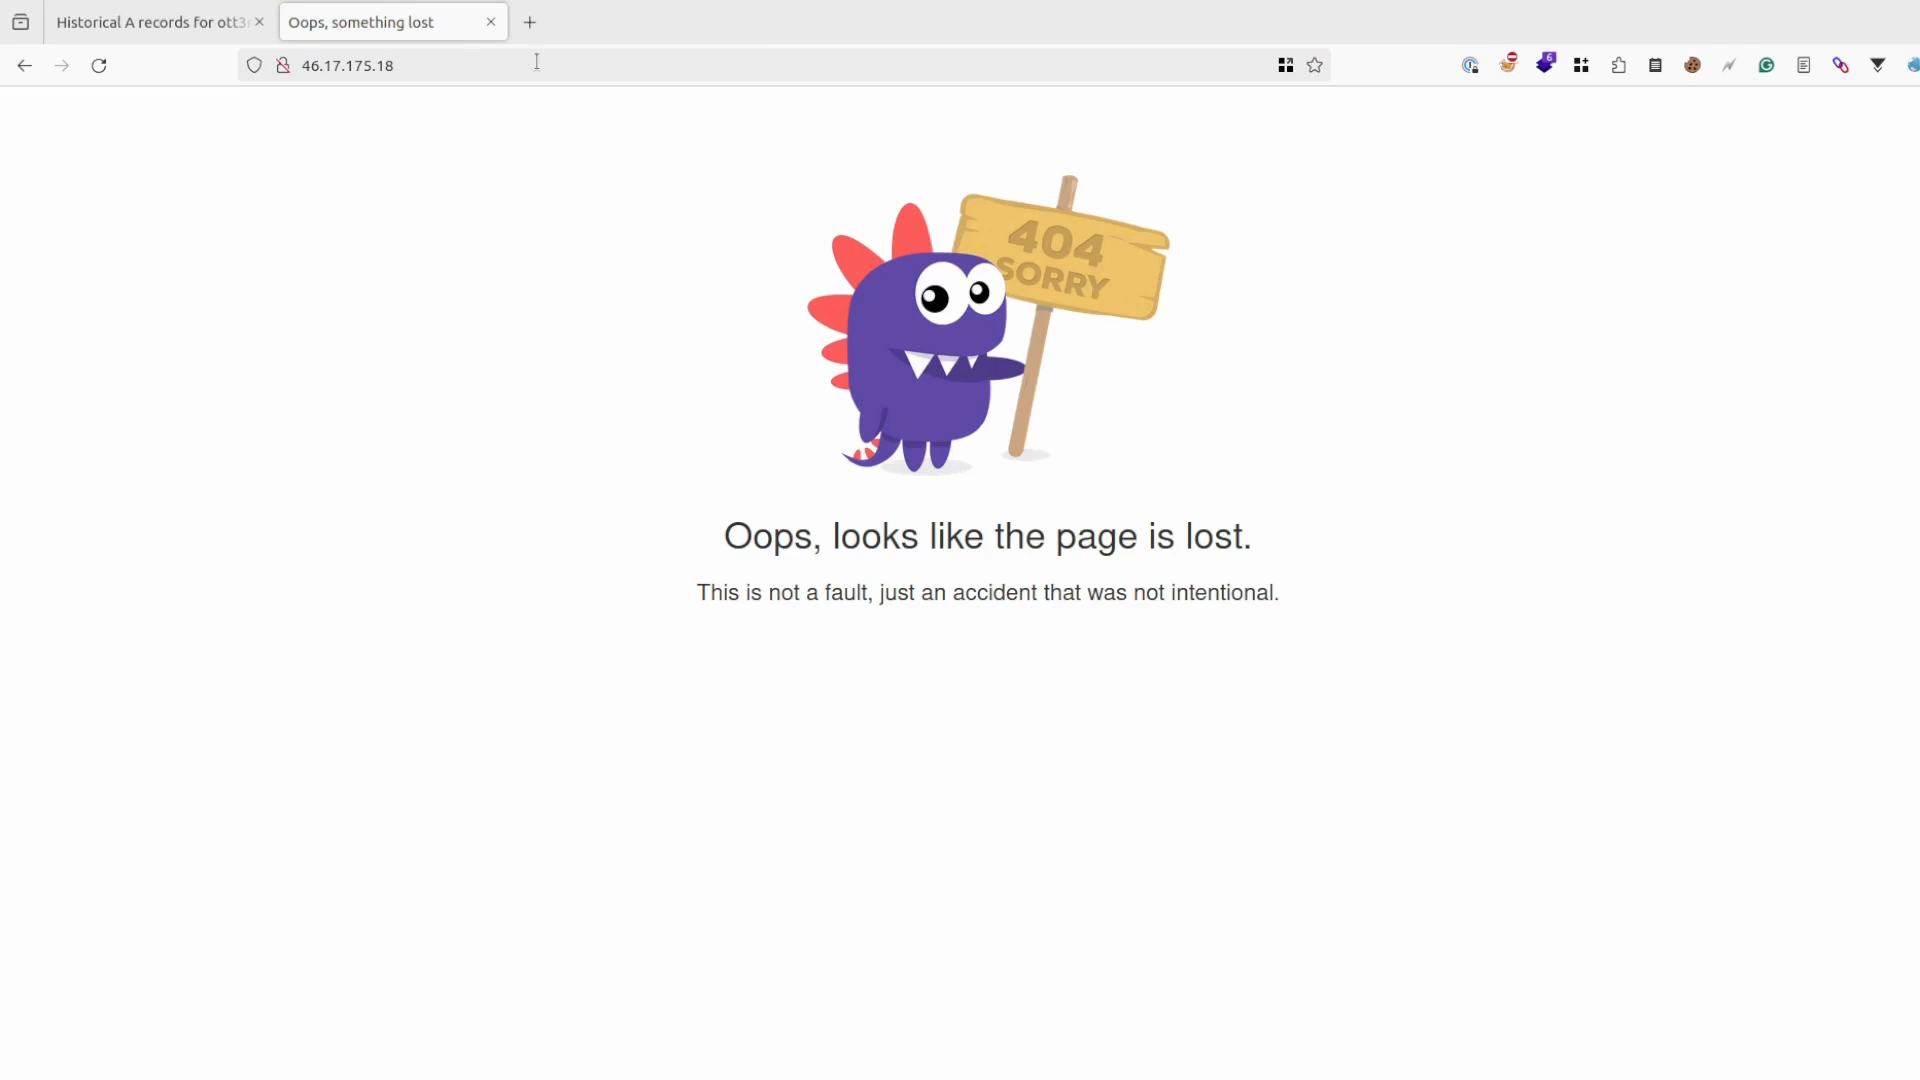 Historical A records for ott3
Oops, something lost
46.17.175.18
6
404
SORRY
Oops, looks like the page is lost.
This is not a fault, just an accident that was not intentional.